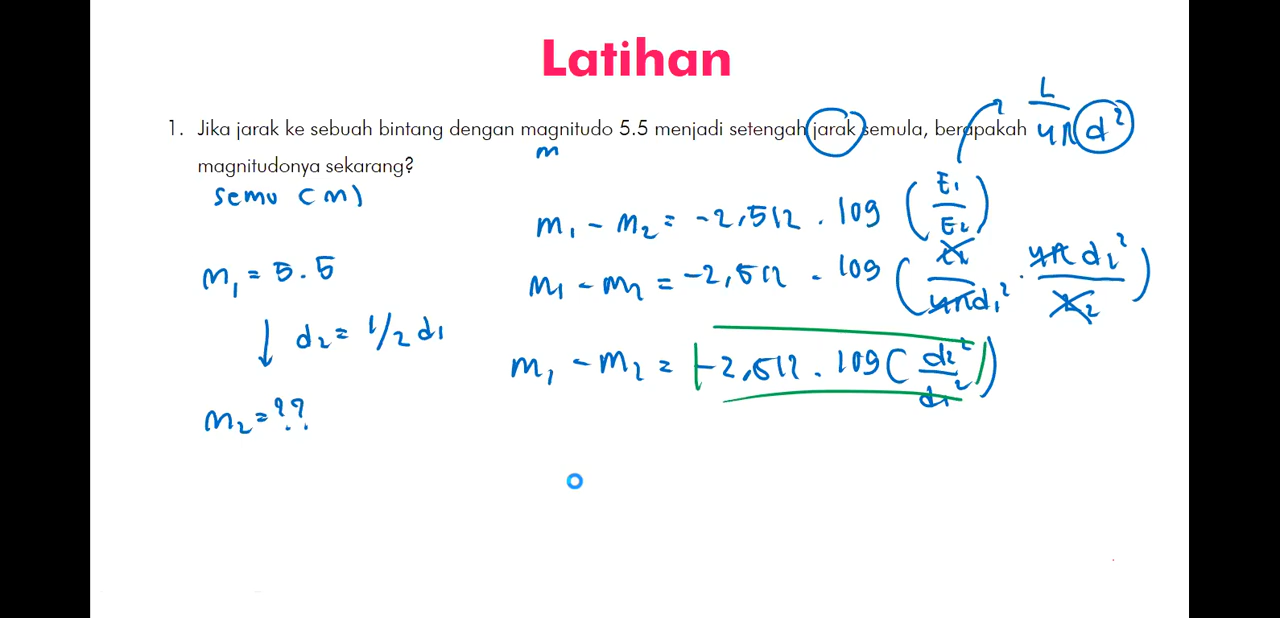 Latihan
1. Jika jarak ke sebuah bintang dengan magnitudo 5.5 menjadi setengah jarak semula, berapakah
magnitudonya sekarang?
m
L
4π d²
semu (m)
m₁ - m₂ = -2,512 . log (E₁/E₂)
m₁ = 5.5
m₁ - m₂ = -2,512 . log (L₁/4πd₁² . 4πd₂²/L₂)
↓ d₂ = 1/2 d₁
m₁ - m₂ = (-2,512 . log (d₂²/d₁²))
m₂ = ??